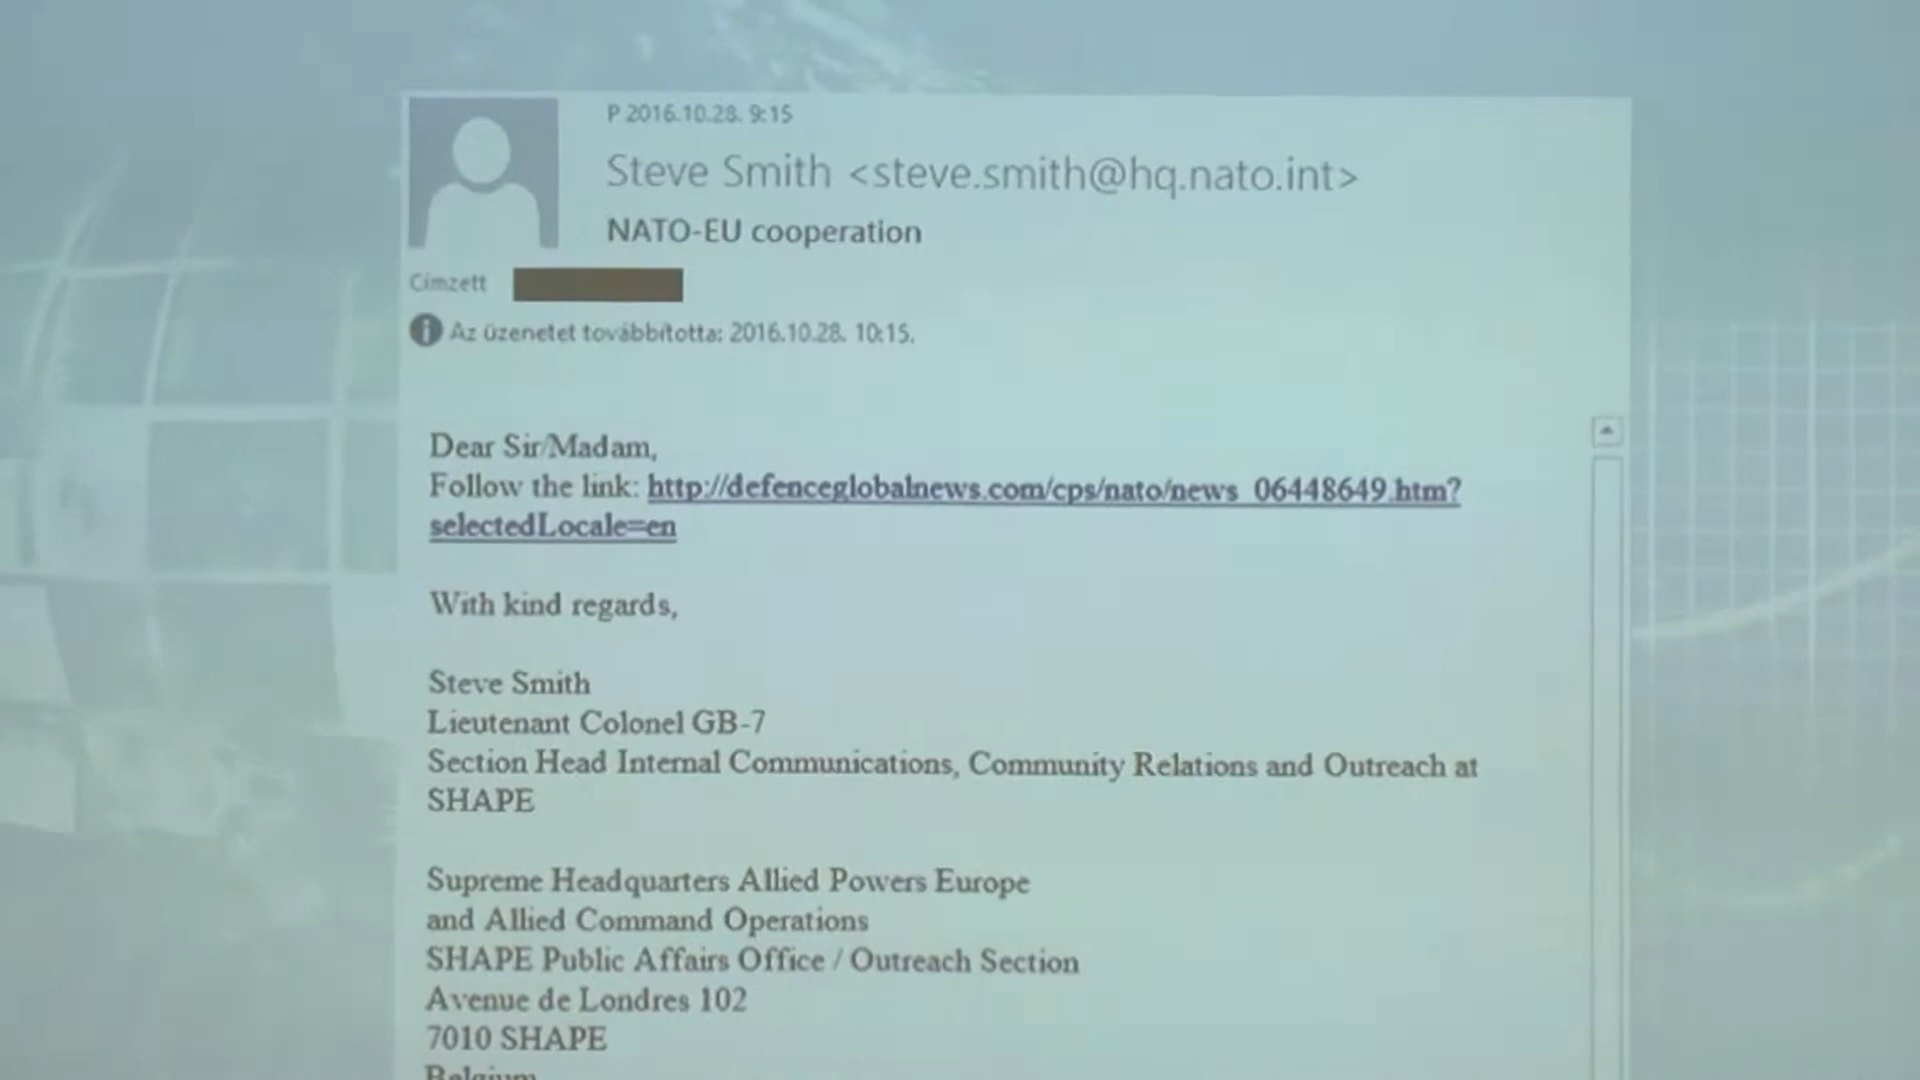 P 2016.10.28. 9:15
Steve Smith <steve.smith@hq.nato.int>
NATO-EU cooperation
Címzett
Az üzenetet továbbította: 2016.10.28. 10:15.
Dear Sir/Madam,
Follow the link: http://defenceglobalnews.com/cps/nato/news_06448649.htm?
selectedLocale=en
With kind regards,
Steve Smith
Lieutenant Colonel GB-7
Section Head Internal Communications, Community Relations and Outreach at
SHAPE
Supreme Headquarters Allied Powers Europe
and Allied Command Operations
SHAPE Public Affairs Office / Outreach Section
Avenue de Londres 102
7010 SHAPE
Belgium